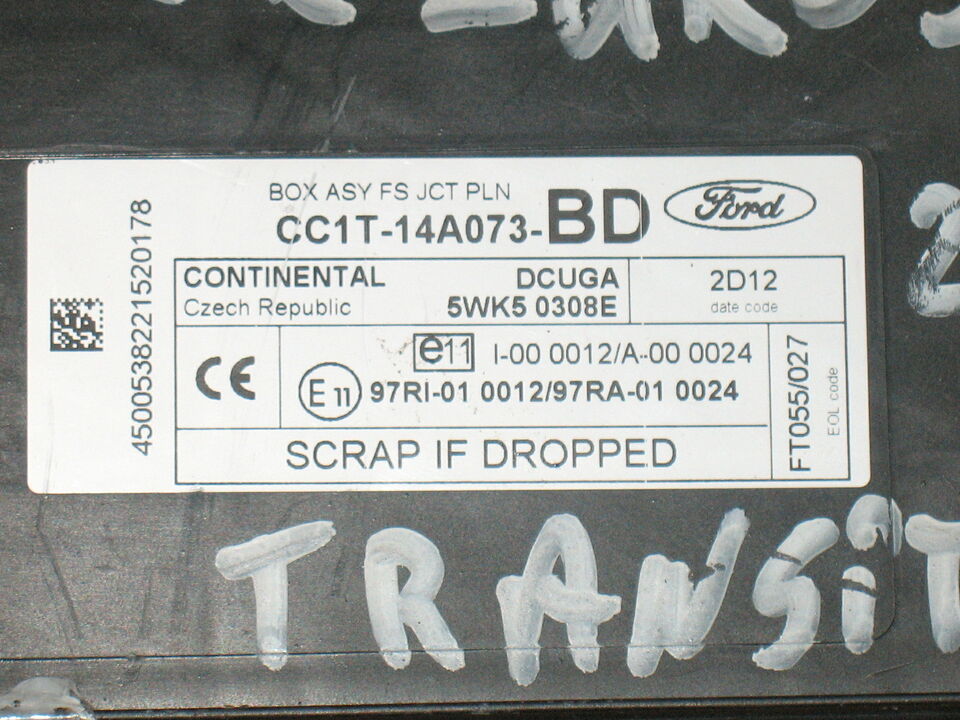 BOX ASY FS JCT PLN
CC1T-14A073-BD
Ford
4500538221520178
CONTINENTAL DCUGA
Czech Republic 5WK5 0308E
2D12
date code
CE
e11 I-00 0012/A-00 0024
E11 97RI-01 0012/97RA-01 0024
FT055/027
EOL code
SCRAP IF DROPPED
TRANSiT